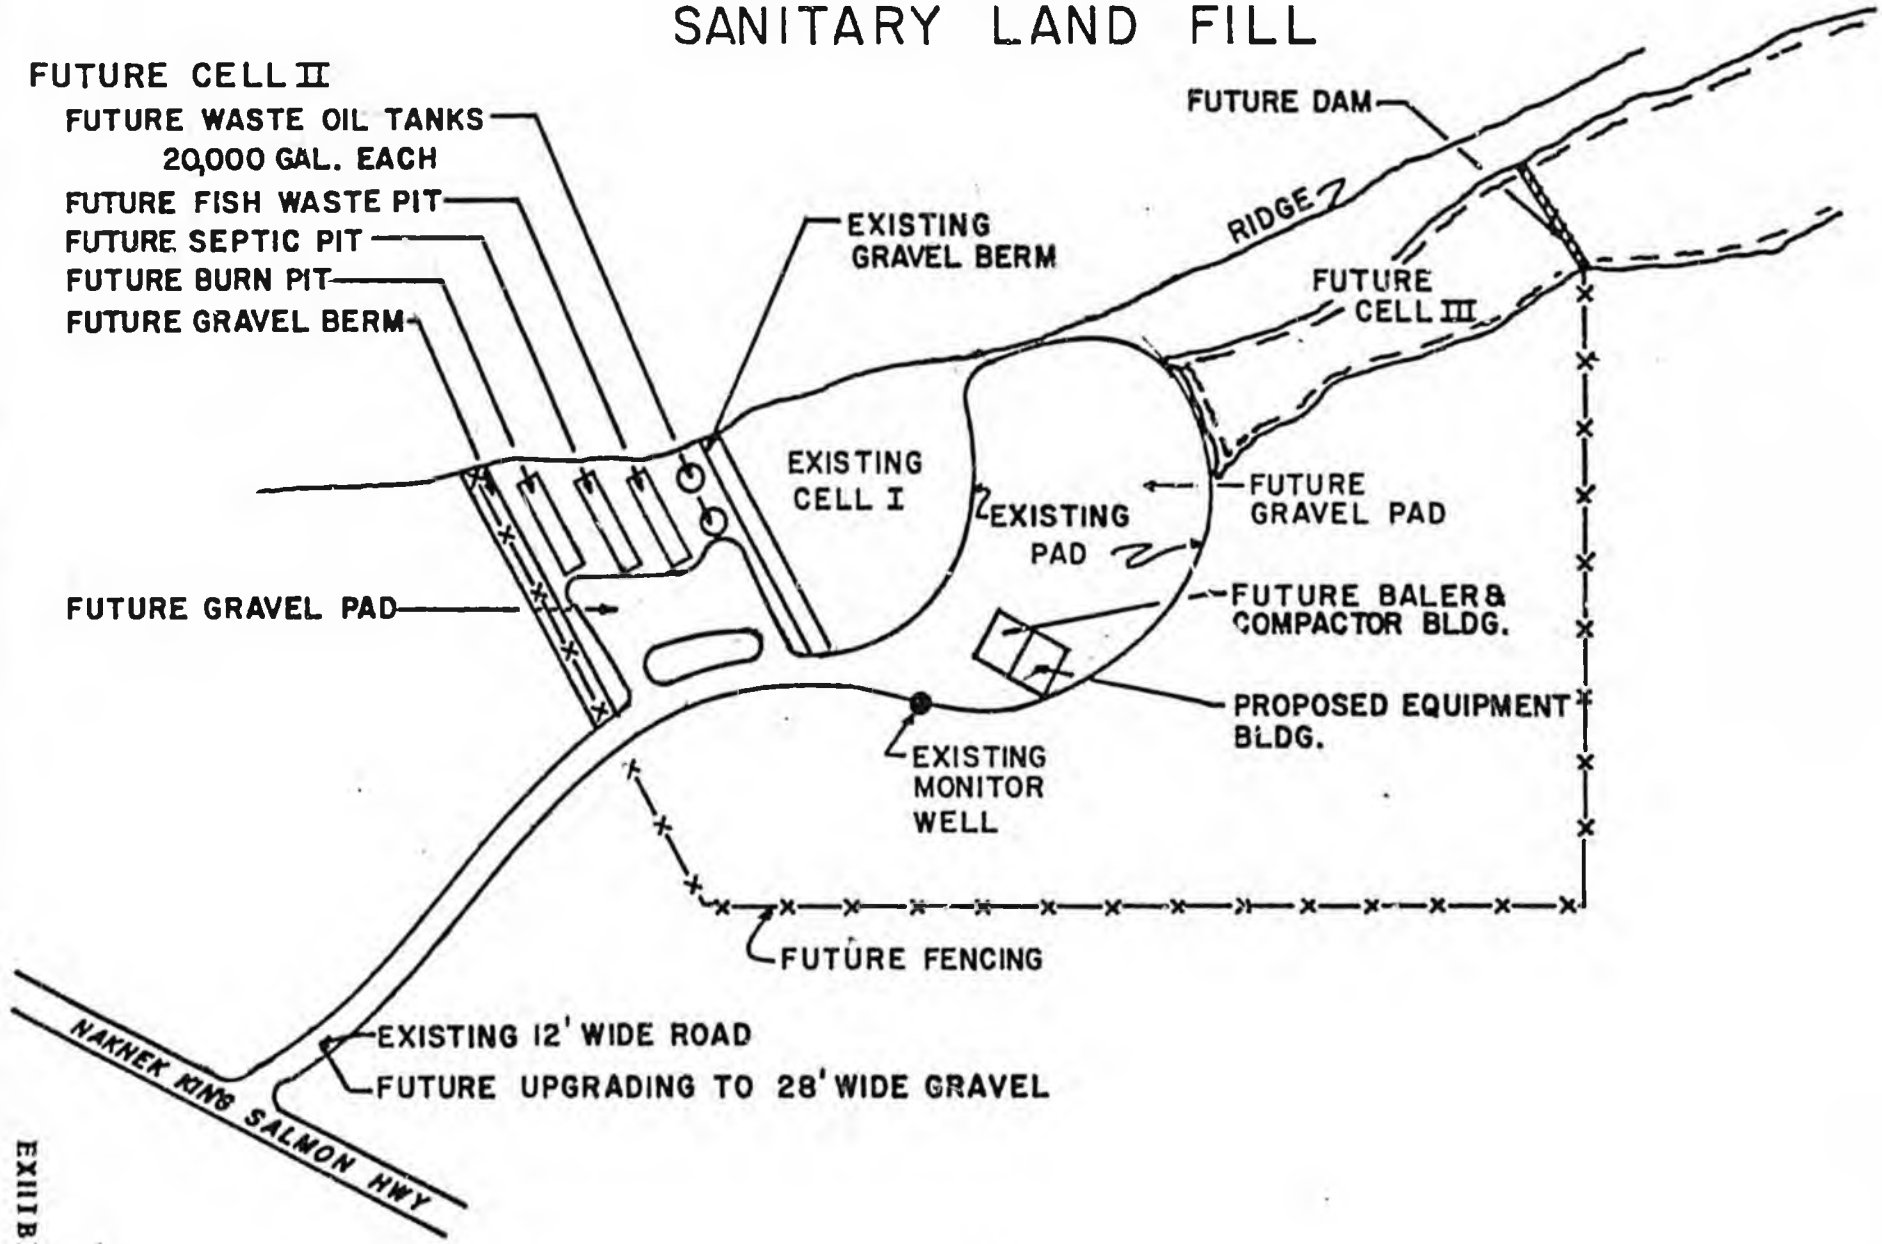 SANITARY LAND FILL
FUTURE CELL II
FUTURE WASTE OIL TANKS
20,000 GAL. EACH
FUTURE FISH WASTE PIT
FUTURE SEPTIC PIT
FUTURE BURN PIT
FUTURE GRAVEL BERM
EXISTING
GRAVEL BERM
FUTURE DAM
RIDGE
FUTURE
CELL III
EXISTING
CELL I
EXISTING
PAD
FUTURE
GRAVEL PAD
FUTURE GRAVEL PAD
FUTURE BALER &
COMPACTOR BLDG.
PROPOSED EQUIPMENT
BLDG.
EXISTING
MONITOR
WELL
FUTURE FENCING
EXISTING 12' WIDE ROAD
FUTURE UPGRADING TO 28' WIDE GRAVEL
NAKNEK KING SALMON HWY
EXHIB